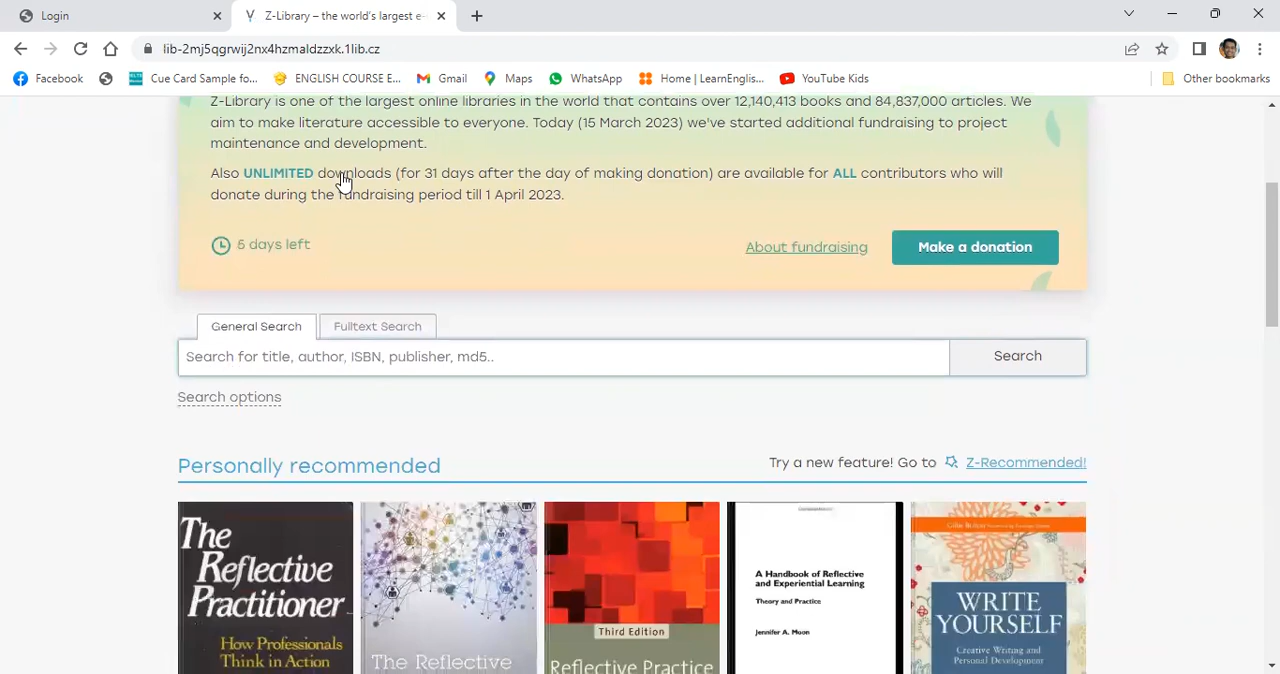 Login
Z-Library – the world's largest e-
lib-2mj5qgrwij2nx4hzmaldzzxk.1lib.cz
Facebook
Cue Card Sample fo...
ENGLISH COURSE E...
Gmail
Maps
WhatsApp
Home | LearnEnglis...
YouTube Kids
Other bookmarks
Z-Library is one of the largest online libraries in the world that contains over 12,140,413 books and 84,837,000 articles. We
aim to make literature accessible to everyone. Today (15 March 2023) we've started additional fundraising to project
maintenance and development.
Also UNLIMITED downloads (for 31 days after the day of making donation) are available for ALL contributors who will
donate during the fundraising period till 1 April 2023.
5 days left
About fundraising
Make a donation
General Search
Fulltext Search
Search for title, author, ISBN, publisher, md5..
Search
Search options
Personally recommended
Try a new feature! Go to Z-Recommended!
The
Reflective
Practitioner
How Professionals
Think in Action
The Reflective
Third Edition
Reflective Practice
A Handbook of Reflective
and Experiential Learning
Theory and Practice
Jennifer A. Moon
WRITE
YOURSELF
Creative Writing and
Personal Development